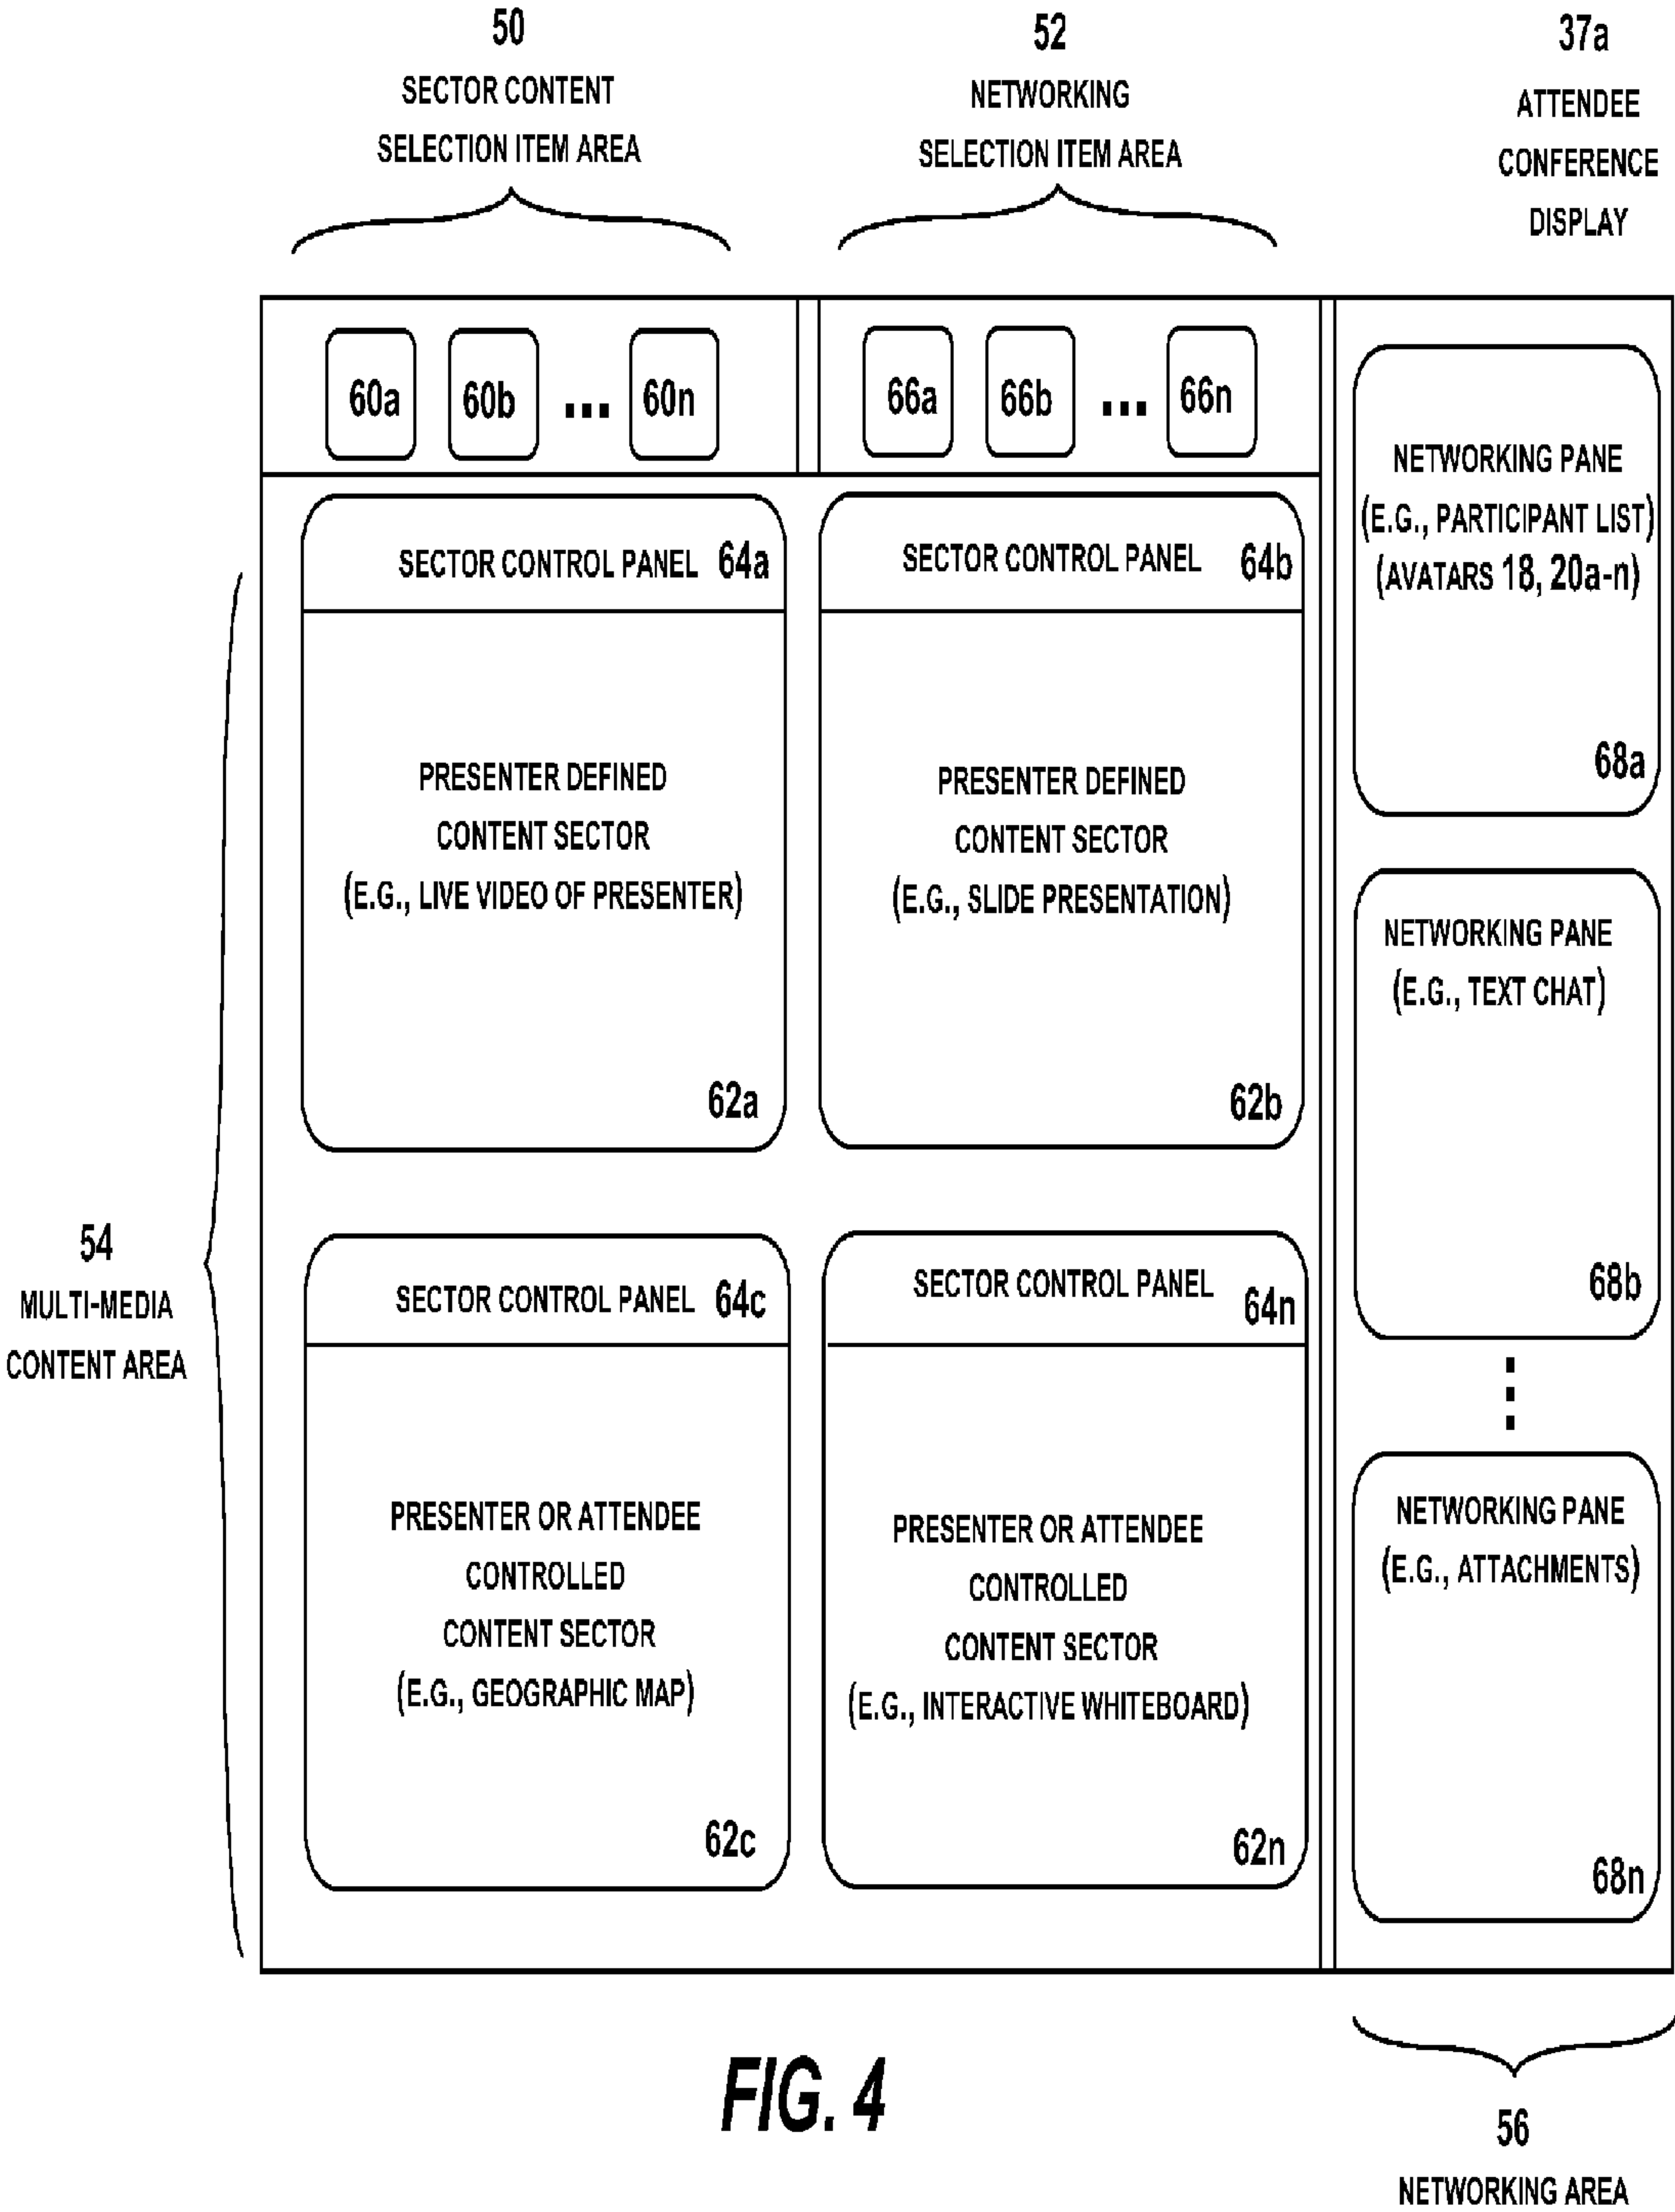 50
SECTOR CONTENT
SELECTION ITEM AREA
52
NETWORKING
SELECTION ITEM AREA
37a
ATTENDEE
CONFERENCE
DISPLAY
60a 60b ... 60n
66a 66b ... 66n
SECTOR CONTROL PANEL 64a
PRESENTER DEFINED
CONTENT SECTOR
(E.G., LIVE VIDEO OF PRESENTER)
62a
SECTOR CONTROL PANEL 64b
PRESENTER DEFINED
CONTENT SECTOR
(E.G., SLIDE PRESENTATION)
62b
NETWORKING PANE
(E.G., PARTICIPANT LIST)
(AVATARS 18, 20a-n)
68a
NETWORKING PANE
(E.G., TEXT CHAT)
68b
54
MULTI-MEDIA
CONTENT AREA
SECTOR CONTROL PANEL 64c
PRESENTER OR ATTENDEE
CONTROLLED
CONTENT SECTOR
(E.G., GEOGRAPHIC MAP)
62c
SECTOR CONTROL PANEL 64n
PRESENTER OR ATTENDEE
CONTROLLED
CONTENT SECTOR
(E.G., INTERACTIVE WHITEBOARD)
62n
NETWORKING PANE
(E.G., ATTACHMENTS)
68n
FIG. 4
56
NETWORKING AREA